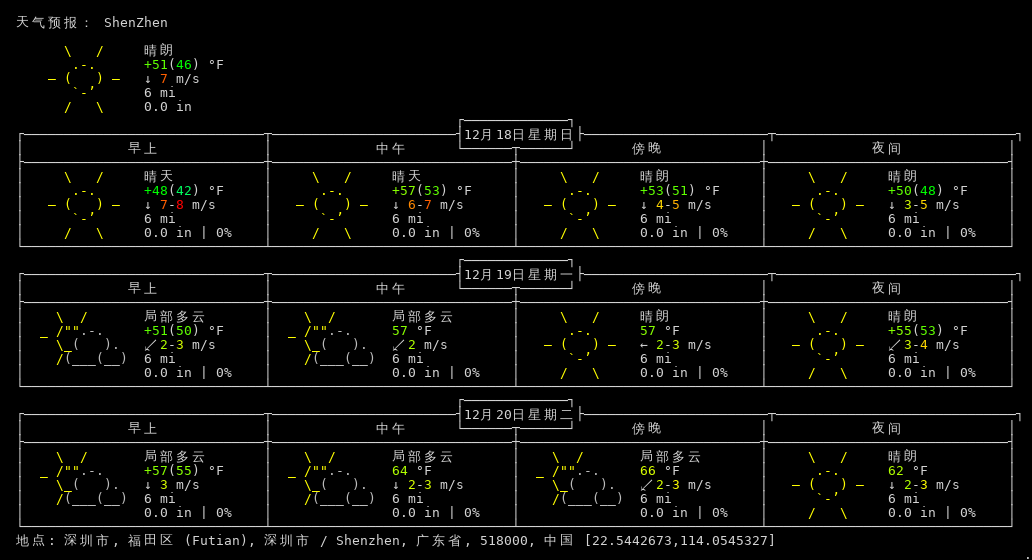 天气预报： ShenZhen
晴朗
+51(46) °F
↓ 7 m/s
6 mi
0.0 in
12月18日星期日
早上 中午 傍晚 夜间
晴天 晴天 晴朗 晴朗
+48(42) °F +57(53) °F +53(51) °F +50(48) °F
↓ 7-8 m/s ↓ 6-7 m/s ↓ 4-5 m/s ↓ 3-5 m/s
6 mi 6 mi 6 mi 6 mi
0.0 in | 0% 0.0 in | 0% 0.0 in | 0% 0.0 in | 0%
12月19日星期一
早上 中午 傍晚 夜间
局部多云 局部多云 晴朗 晴朗
+51(50) °F 57 °F 57 °F +55(53) °F
↙ 2-3 m/s ↙ 2 m/s ← 2-3 m/s ↙ 3-4 m/s
6 mi 6 mi 6 mi 6 mi
0.0 in | 0% 0.0 in | 0% 0.0 in | 0% 0.0 in | 0%
12月20日星期二
早上 中午 傍晚 夜间
局部多云 局部多云 局部多云 晴朗
+57(55) °F 64 °F 66 °F 62 °F
↓ 3 m/s ↓ 2-3 m/s ↙ 2-3 m/s ↓ 2-3 m/s
6 mi 6 mi 6 mi 6 mi
0.0 in | 0% 0.0 in | 0% 0.0 in | 0% 0.0 in | 0%
地点: 深圳市, 福田区 (Futian), 深圳市 / Shenzhen, 广东省, 518000, 中国 [22.5442673,114.0545327]